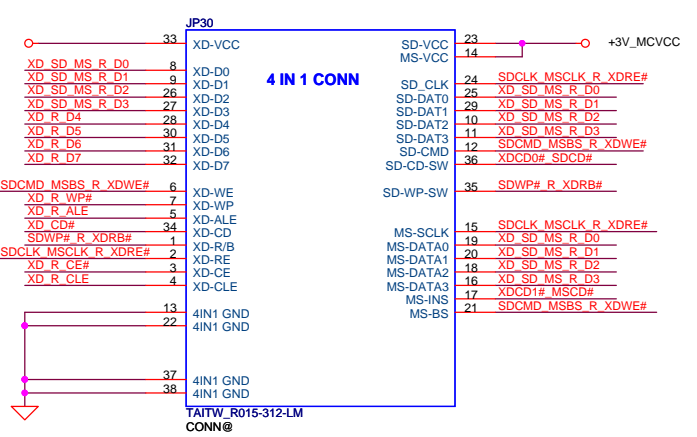 JP30
33 XD-VCC SD-VCC 23 +3V_MCVCC
MS-VCC 14
4 IN 1 CONN
XD_SD_MS_R_D0 8 XD-D0
XD_SD_MS_R_D1 9 XD-D1
XD_SD_MS_R_D2 26 XD-D2
XD_SD_MS_R_D3 27 XD-D3
XD_R_D4 28 XD-D4
XD_R_D5 30 XD-D5
XD_R_D6 31 XD-D6
XD_R_D7 32 XD-D7
SD_CLK 24 SDCLK_MSCLK_R_XDRE#
SD-DAT0 25 XD_SD_MS_R_D0
SD-DAT1 29 XD_SD_MS_R_D1
SD-DAT2 10 XD_SD_MS_R_D2
SD-DAT3 11 XD_SD_MS_R_D3
SD-CMD 12 SDCMD_MSBS_R_XDWE#
SD-CD-SW 36 XDCD0#_SDCD#
SDCMD_MSBS_R_XDWE# 6 XD-WE
XD_R_WP# 7 XD-WP
XD_R_ALE 5 XD-ALE
XD_CD# 34 XD-CD
SDWP#_R_XDRB# 1 XD-R/B
SDCLK_MSCLK_R_XDRE# 2 XD-RE
XD_R_CE# 3 XD-CE
XD_R_CLE 4 XD-CLE
SD-WP-SW 35 SDWP#_R_XDRB#
MS-SCLK 15 SDCLK_MSCLK_R_XDRE#
MS-DATA0 19 XD_SD_MS_R_D0
MS-DATA1 20 XD_SD_MS_R_D1
MS-DATA2 18 XD_SD_MS_R_D2
MS-DATA3 16 XD_SD_MS_R_D3
MS-INS 17 XDCD1#_MSCD#
MS-BS 21 SDCMD_MSBS_R_XDWE#
13 4IN1 GND
22 4IN1 GND
37 4IN1 GND
38 4IN1 GND
TAITW_R015-312-LM
CONN@